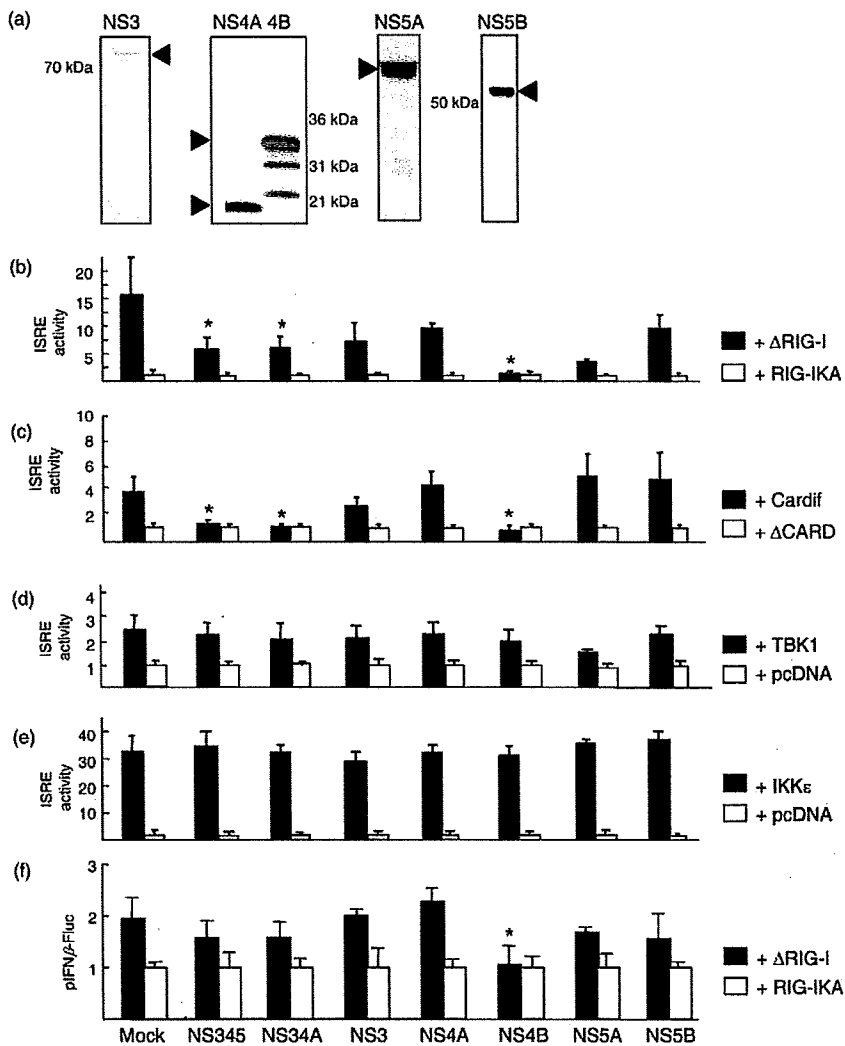 (a)
NS3
NS4A 4B
NS5A
NS5B
70 kDa
36 kDa
31 kDa
21 kDa
50 kDa
(b)
ISRE
activity
20
15
10
5
* * *
+ ΔRIG-I
+ RIG-IKA
(c)
ISRE
activity
10
8
6
4
2
* * *
+ Cardif
+ ΔCARD
(d)
ISRE
activity
4
3
2
1
+ TBK1
+ pcDNA
(e)
ISRE
activity
40
30
20
10
+ IKKε
+ pcDNA
(f)
pIFNβ-Fluc
3
2
1
*
+ ΔRIG-I
+ RIG-IKA
Mock NS345 NS34A NS3 NS4A NS4B NS5A NS5B